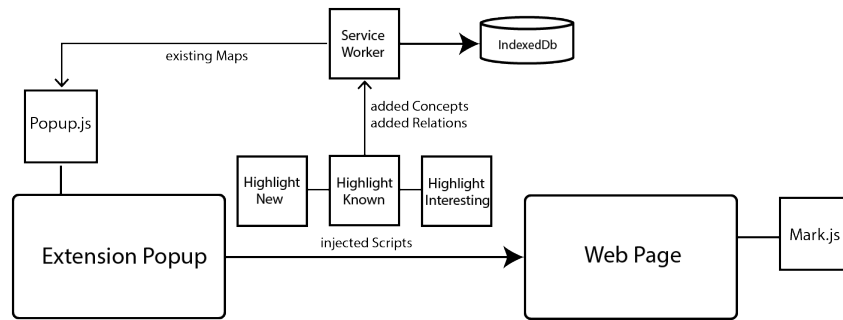 Service
Worker
IndexedDb
existing Maps
Popup.js
added Concepts
added Relations
Highlight
New
Highlight
Known
Highlight
Interesting
Extension Popup
injected Scripts
Web Page
Mark.js